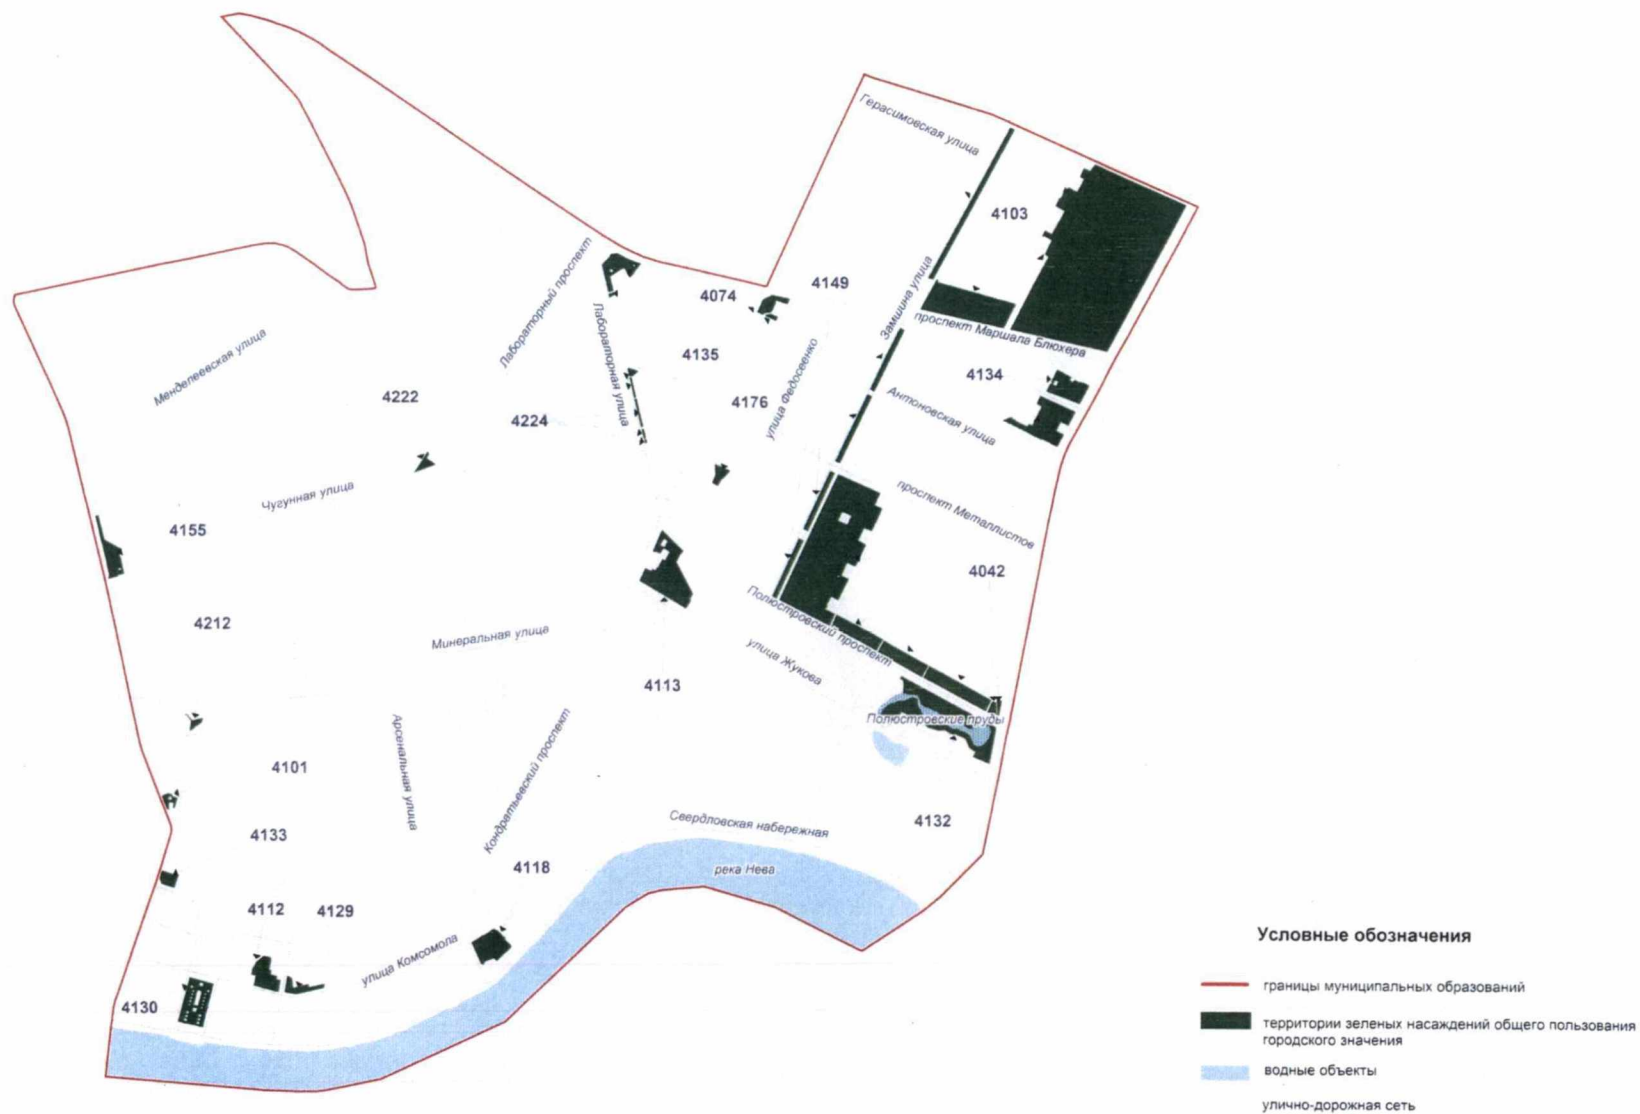 Герасимовская улица
4103
Лабораторный проспект
4074
4149
Замшина улица
Лабораторная улица
проспект Маршала Блюхера
Менделеевская улица
4135
4134
улица Федосеенко
4222
4176
4224
Антоновская улица
Чугунная улица
проспект Металлистов
4155
4042
Полюстровский проспект
4212
Минеральная улица
улица Жукова
4113
Полюстровские пруды
Арсенальная улица
Кондратьевский проспект
4101
Свердловская набережная
4132
4133
4118
река Нева
4112
4129
улица Комсомола
4130
Условные обозначения
границы муниципальных образований
территории зеленых насаждений общего пользования
городского значения
водные объекты
улично-дорожная сеть